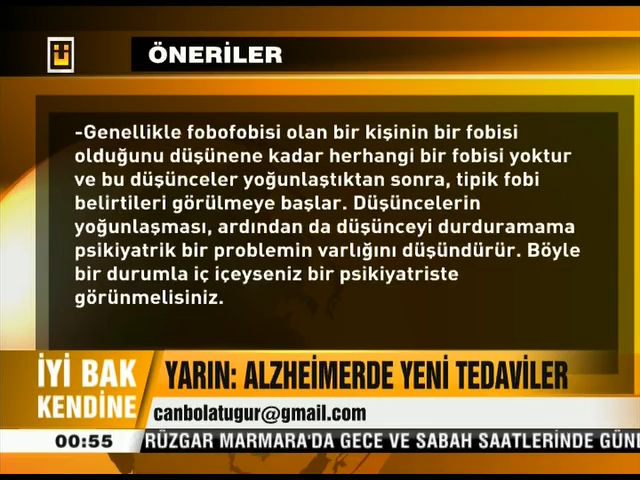 ÖNERİLER
-Genellikle fobofobisi olan bir kişinin bir fobisi
olduğunu düşünene kadar herhangi bir fobisi yoktur
ve bu düşünceler yoğunlaştıktan sonra, tipik fobi
belirtileri görülmeye başlar. Düşüncelerin
yoğunlaşması, ardından da düşünceyi durduramama
psikiyatrik bir problemin varlığını düşündürür. Böyle
bir durumla iç içeyseniz bir psikiyatriste
görünmelisiniz.
İYİ BAK
KENDİNE
YARIN: ALZHEIMERDE YENİ TEDAVİLER
canbolatugur@gmail.com
00:55 RÜZGAR MARMARA'DA GECE VE SABAH SAATLERİNDE GÜNE